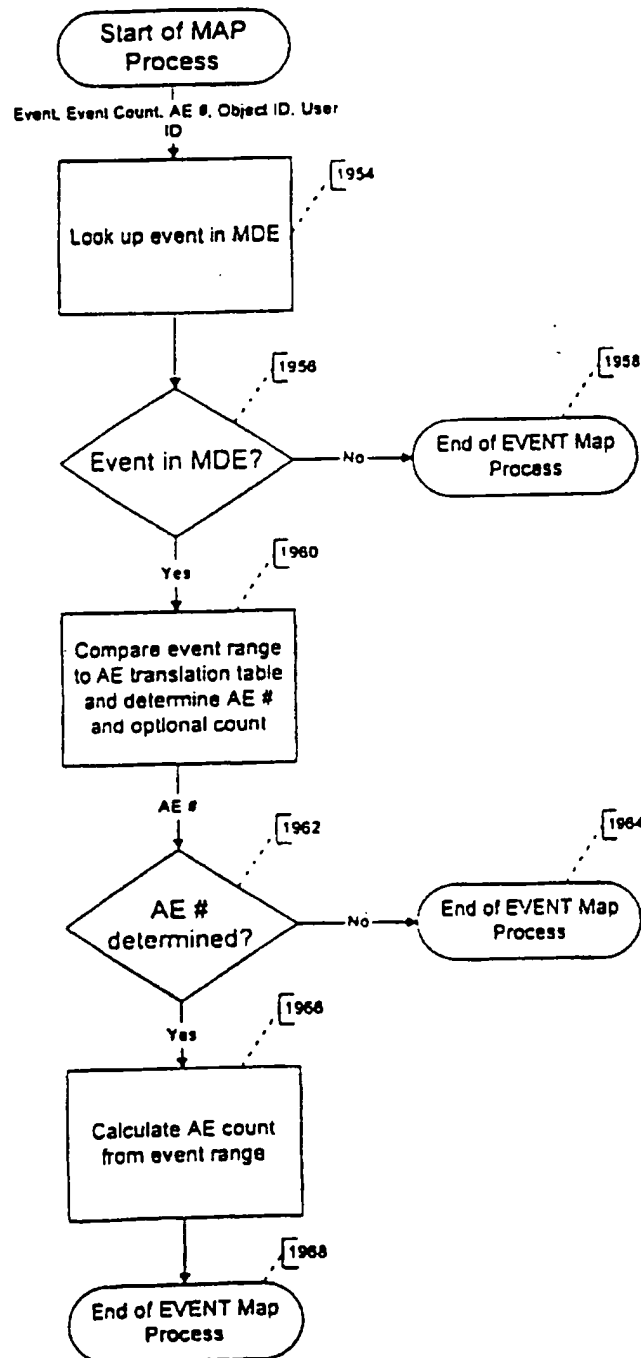 Start of MAP
Process
Event, Event Count, AE #, Object ID, User
ID
1954
Look up event in MDE
1956
1958
Event in MDE?
No
End of EVENT Map
Process
Yes
1960
Compare event range
to AE translation table
and determine AE #
and optional count
AE #
1962
1964
AE #
determined?
No
End of EVENT Map
Process
Yes
1966
Calculate AE count
from event range
1968
End of EVENT Map
Process